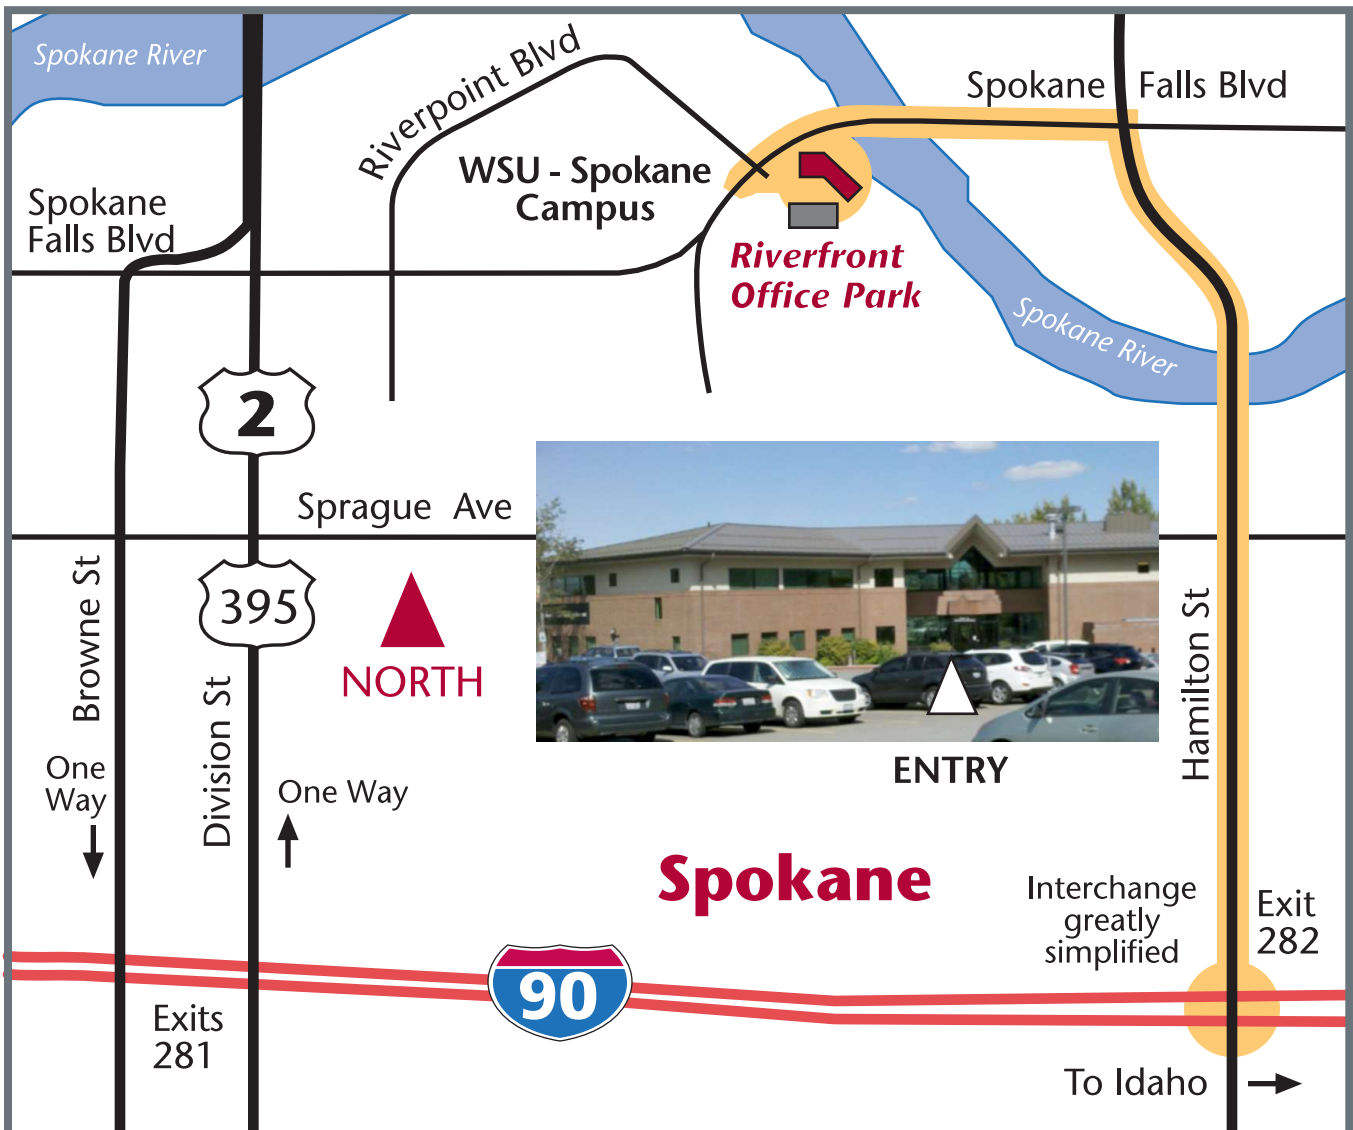 Spokane River
Riverpoint Blvd
Spokane Falls Blvd
WSU - Spokane
Campus
Spokane
Falls Blvd
Riverfront
Office Park
Spokane River
2
Sprague Ave
395
NORTH
Browne St
Division St
Hamilton St
One
Way
One Way
ENTRY
Spokane
Interchange
greatly
simplified
Exit
282
90
Exits
281
To Idaho